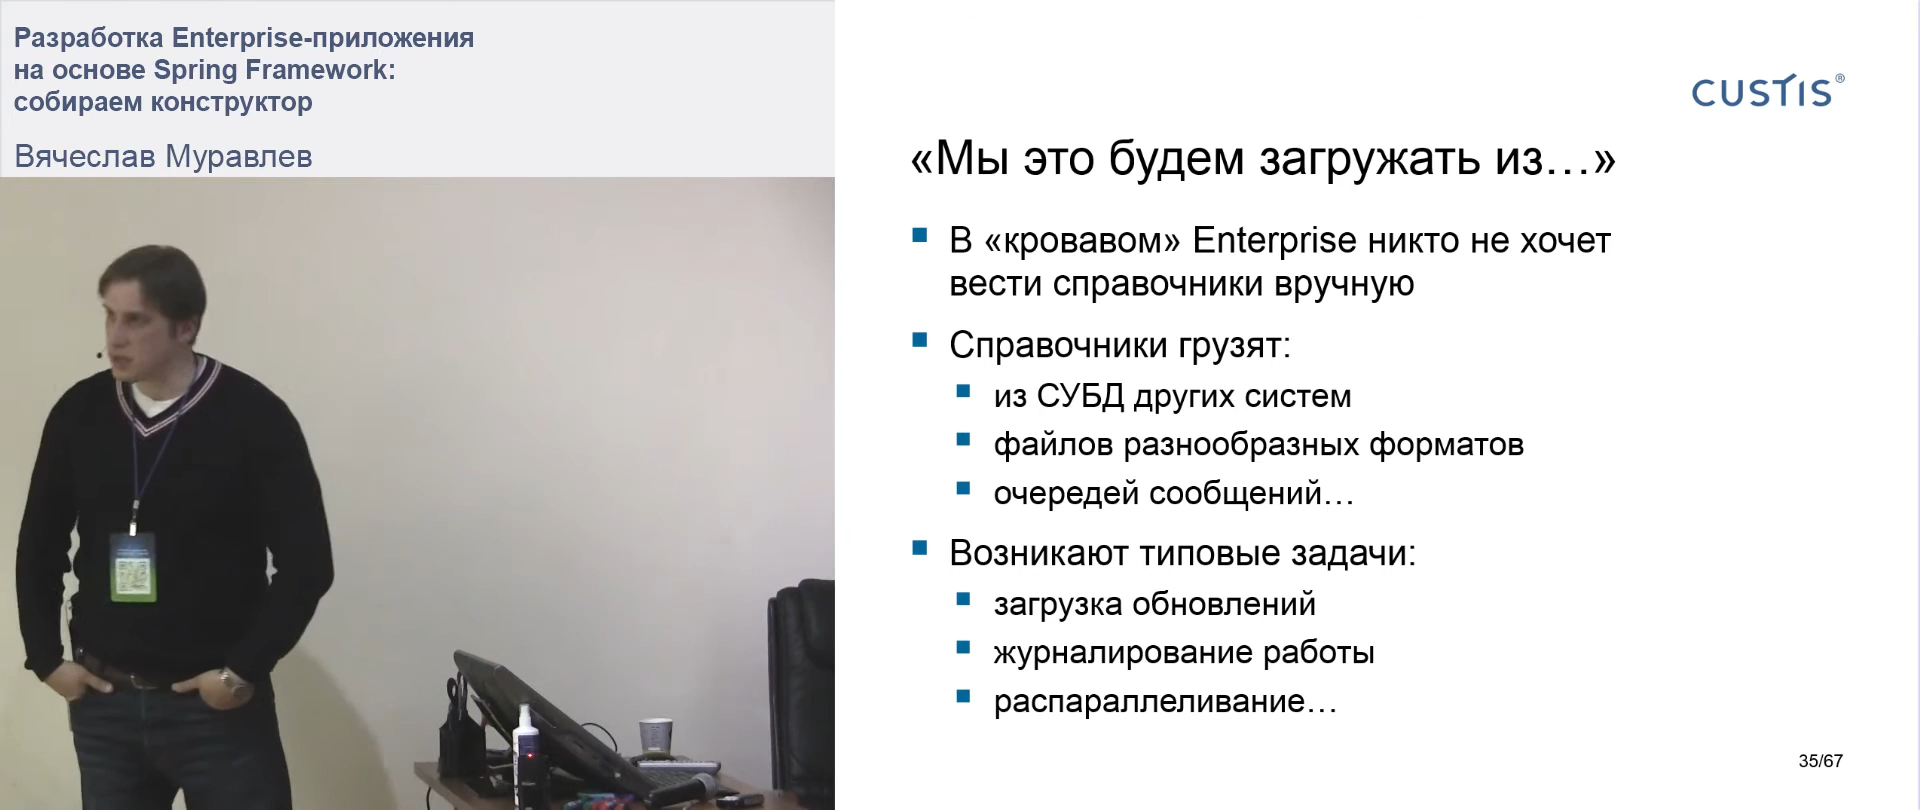 Разработка Enterprise-приложения
на основе Spring Framework:
собираем конструктор
Вячеслав Муравлев
CUSTIS®
«Мы это будем загружать из…»
В «кровавом» Enterprise никто не хочет
вести справочники вручную
Справочники грузят:
из СУБД других систем
файлов разнообразных форматов
очередей сообщений…
Возникают типовые задачи:
загрузка обновлений
журналирование работы
распараллеливание…
35/67